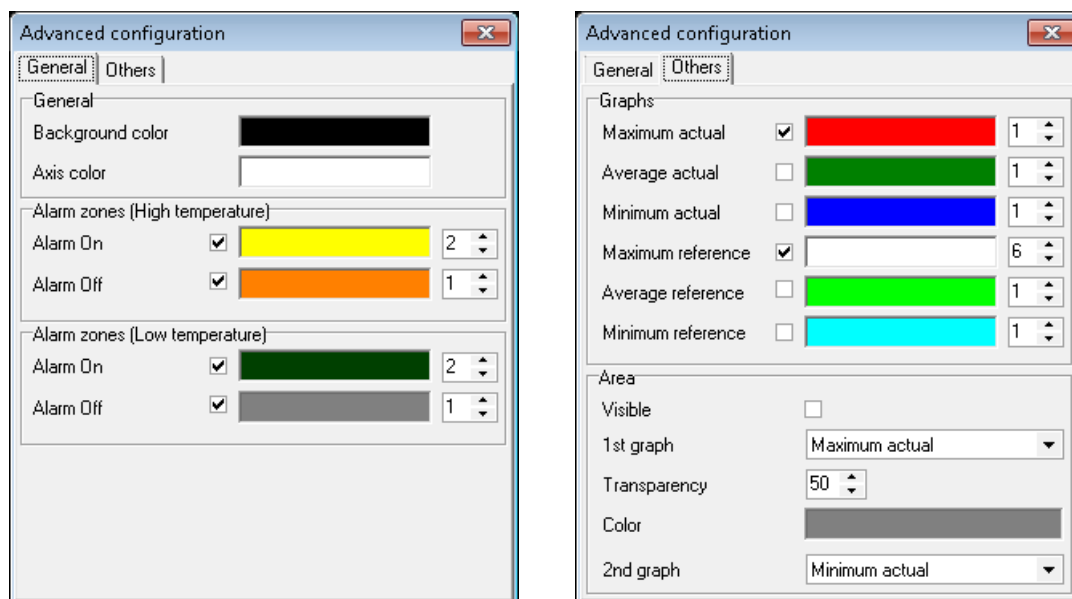 Advanced configuration
General Others
General
Background color
Axis color
Alarm zones (High temperature)
Alarm On 2
Alarm Off 1
Alarm zones (Low temperature)
Alarm On 2
Alarm Off 1
Advanced configuration
General Others
Graphs
Maximum actual 1
Average actual 1
Minimum actual 1
Maximum reference 6
Average reference 1
Minimum reference 1
Area
Visible
1st graph Maximum actual
Transparency 50
Color
2nd graph Minimum actual